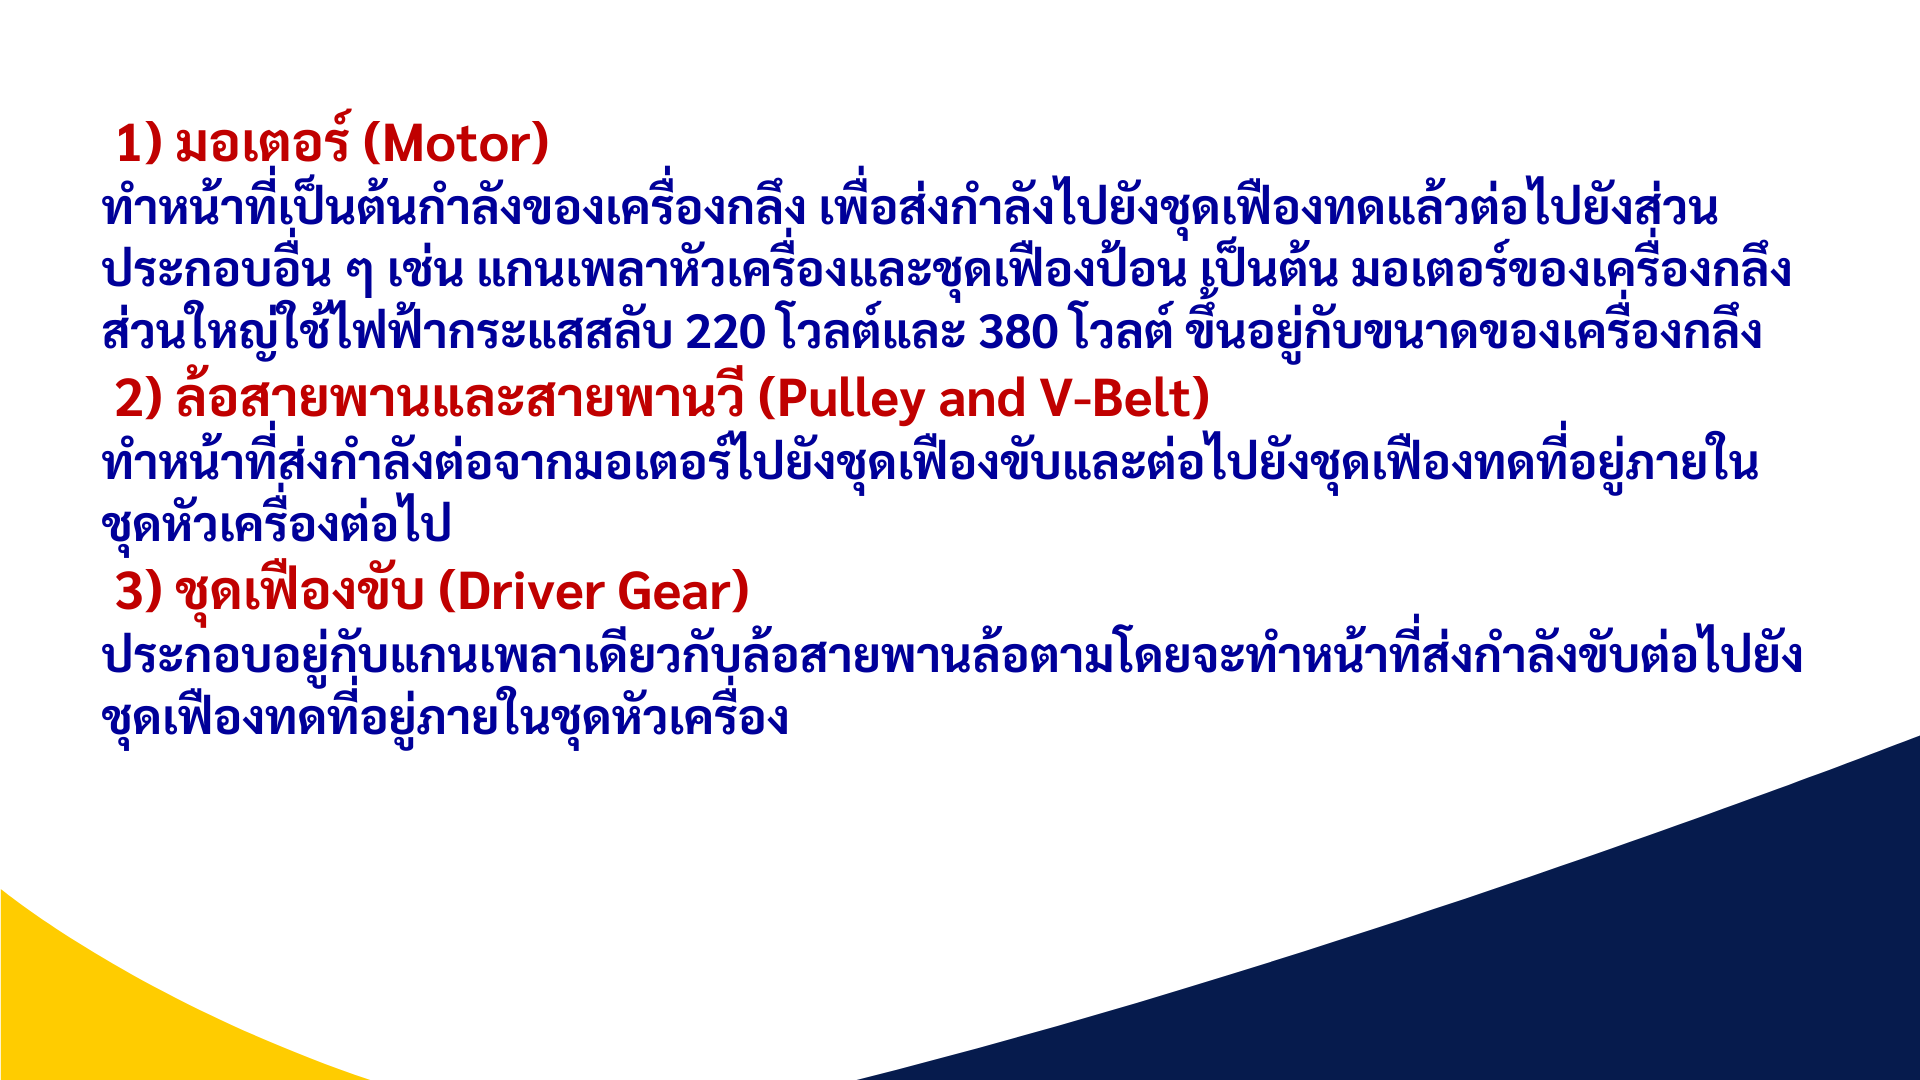 1) มอเตอร์ (Motor)
ทำหน้าที่เป็นต้นกำลังของเครื่องกลึง เพื่อส่งกำลังไปยังชุดเฟืองทดแล้วต่อไปยังส่วน
ประกอบอื่น ๆ เช่น แกนเพลาหัวเครื่องและชุดเฟืองป้อน เป็นต้น มอเตอร์ของเครื่องกลึง
ส่วนใหญ่ใช้ไฟฟ้ากระแสสลับ 220 โวลต์และ 380 โวลต์ ขึ้นอยู่กับขนาดของเครื่องกลึง
2) ล้อสายพานและสายพานวี (Pulley and V-Belt)
ทำหน้าที่ส่งกำลังต่อจากมอเตอร์ไปยังชุดเฟืองขับและต่อไปยังชุดเฟืองทดที่อยู่ภายใน
ชุดหัวเครื่องต่อไป
3) ชุดเฟืองขับ (Driver Gear)
ประกอบอยู่กับแกนเพลาเดียวกับล้อสายพานล้อตามโดยจะทำหน้าที่ส่งกำลังขับต่อไปยัง
ชุดเฟืองทดที่อยู่ภายในชุดหัวเครื่อง